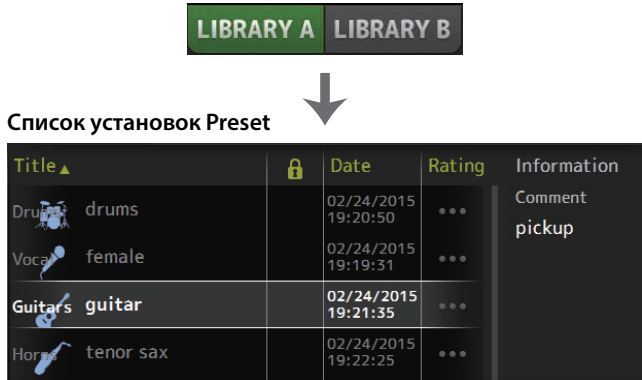 LIBRARY A LIBRARY B
Список установок Preset
Title Date Rating Information
Drums drums 02/24/2015 19:20:50 Comment
pickup
Vocal female 02/24/2015 19:19:31
Guitars guitar 02/24/2015 19:21:35
Horns tenor sax 02/24/2015 19:22:25